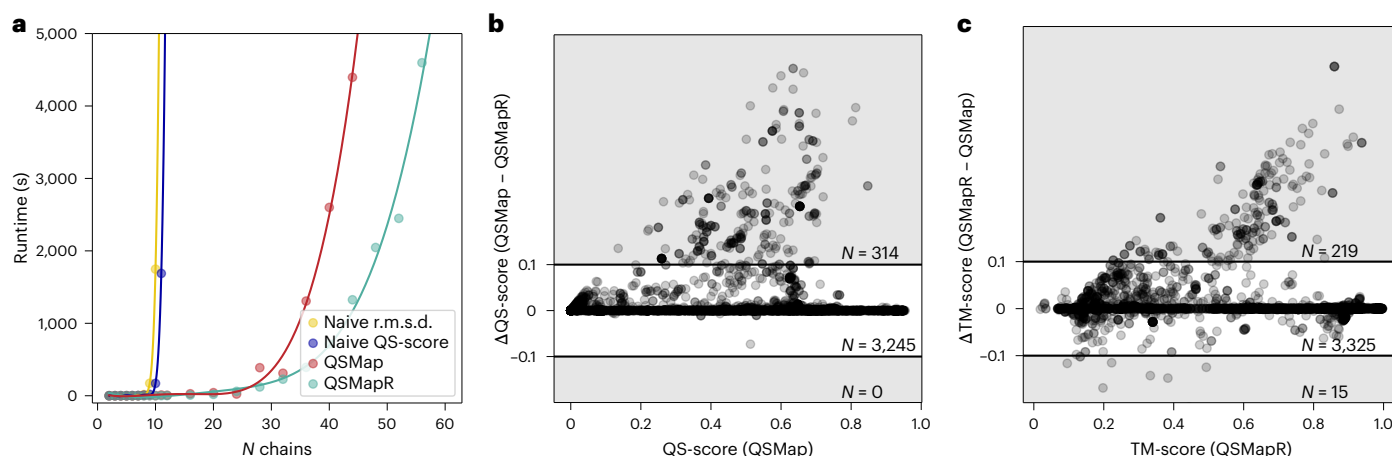 a
5,000
4,000
3,000
2,000
1,000
0
Runtime (s)
0 10 20 30 40 50 60
N chains
Naive r.m.s.d.
Naive QS-score
QSMap
QSMapR
b
ΔQS-score (QSMap − QSMapR)
0.1
0
−0.1
N = 314
N = 3,245
N = 0
0 0.2 0.4 0.6 0.8 1.0
QS-score (QSMap)
c
ΔTM-score (QSMapR − QSMap)
0.1
0
−0.1
N = 219
N = 3,325
N = 15
0 0.2 0.4 0.6 0.8 1.0
TM-score (QSMapR)